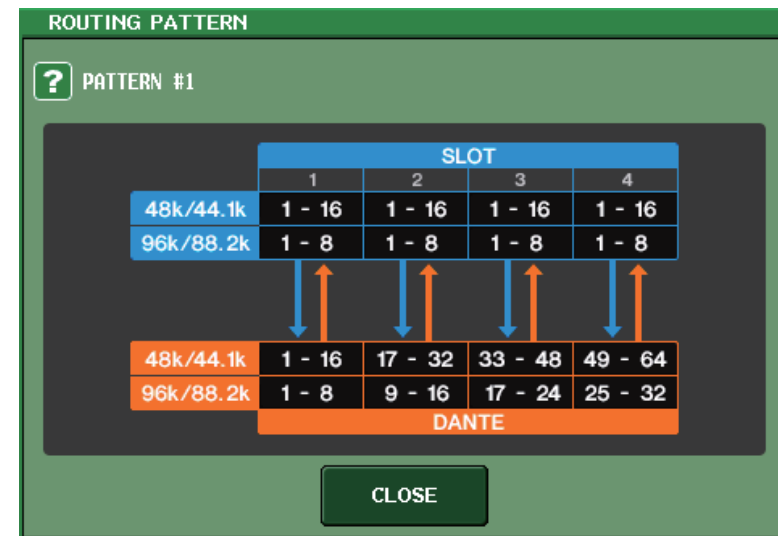 ROUTING PATTERN
? PATTERN #1
SLOT
1 2 3 4
48k/44.1k 1 - 16 1 - 16 1 - 16 1 - 16
96k/88.2k 1 - 8 1 - 8 1 - 8 1 - 8
48k/44.1k 1 - 16 17 - 32 33 - 48 49 - 64
96k/88.2k 1 - 8 9 - 16 17 - 24 25 - 32
DANTE
CLOSE